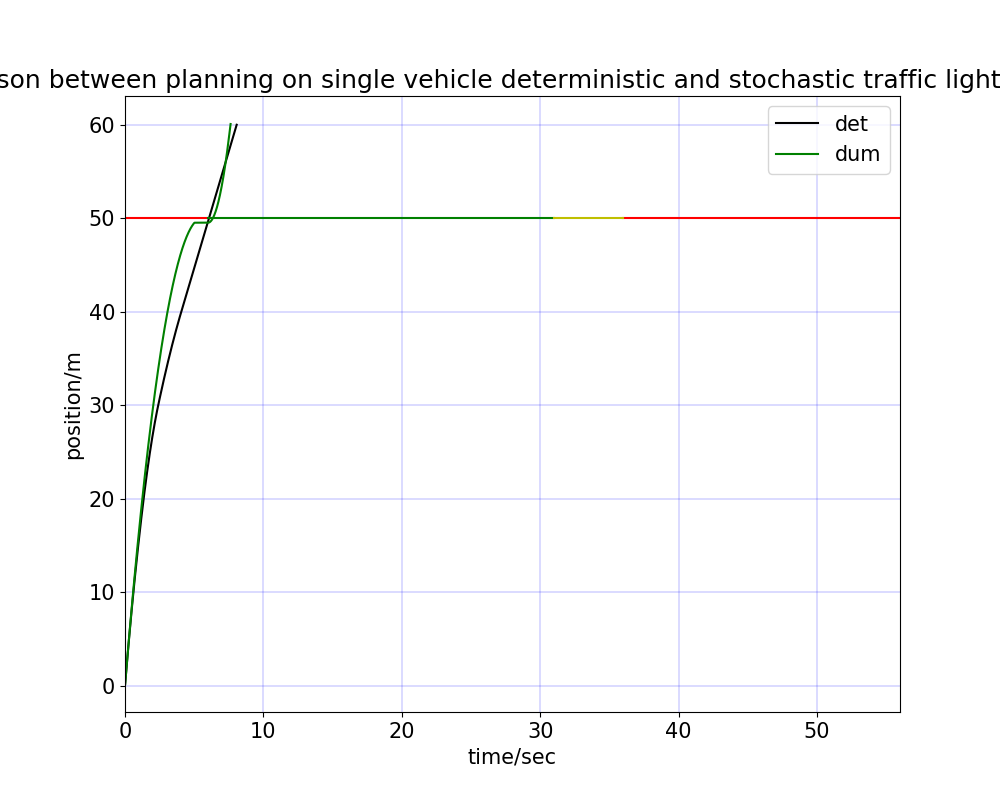 son between planning on single vehicle deterministic and stochastic traffic light
det
dum
60
50
40
30
20
10
0
position/m
0 10 20 30 40 50
time/sec